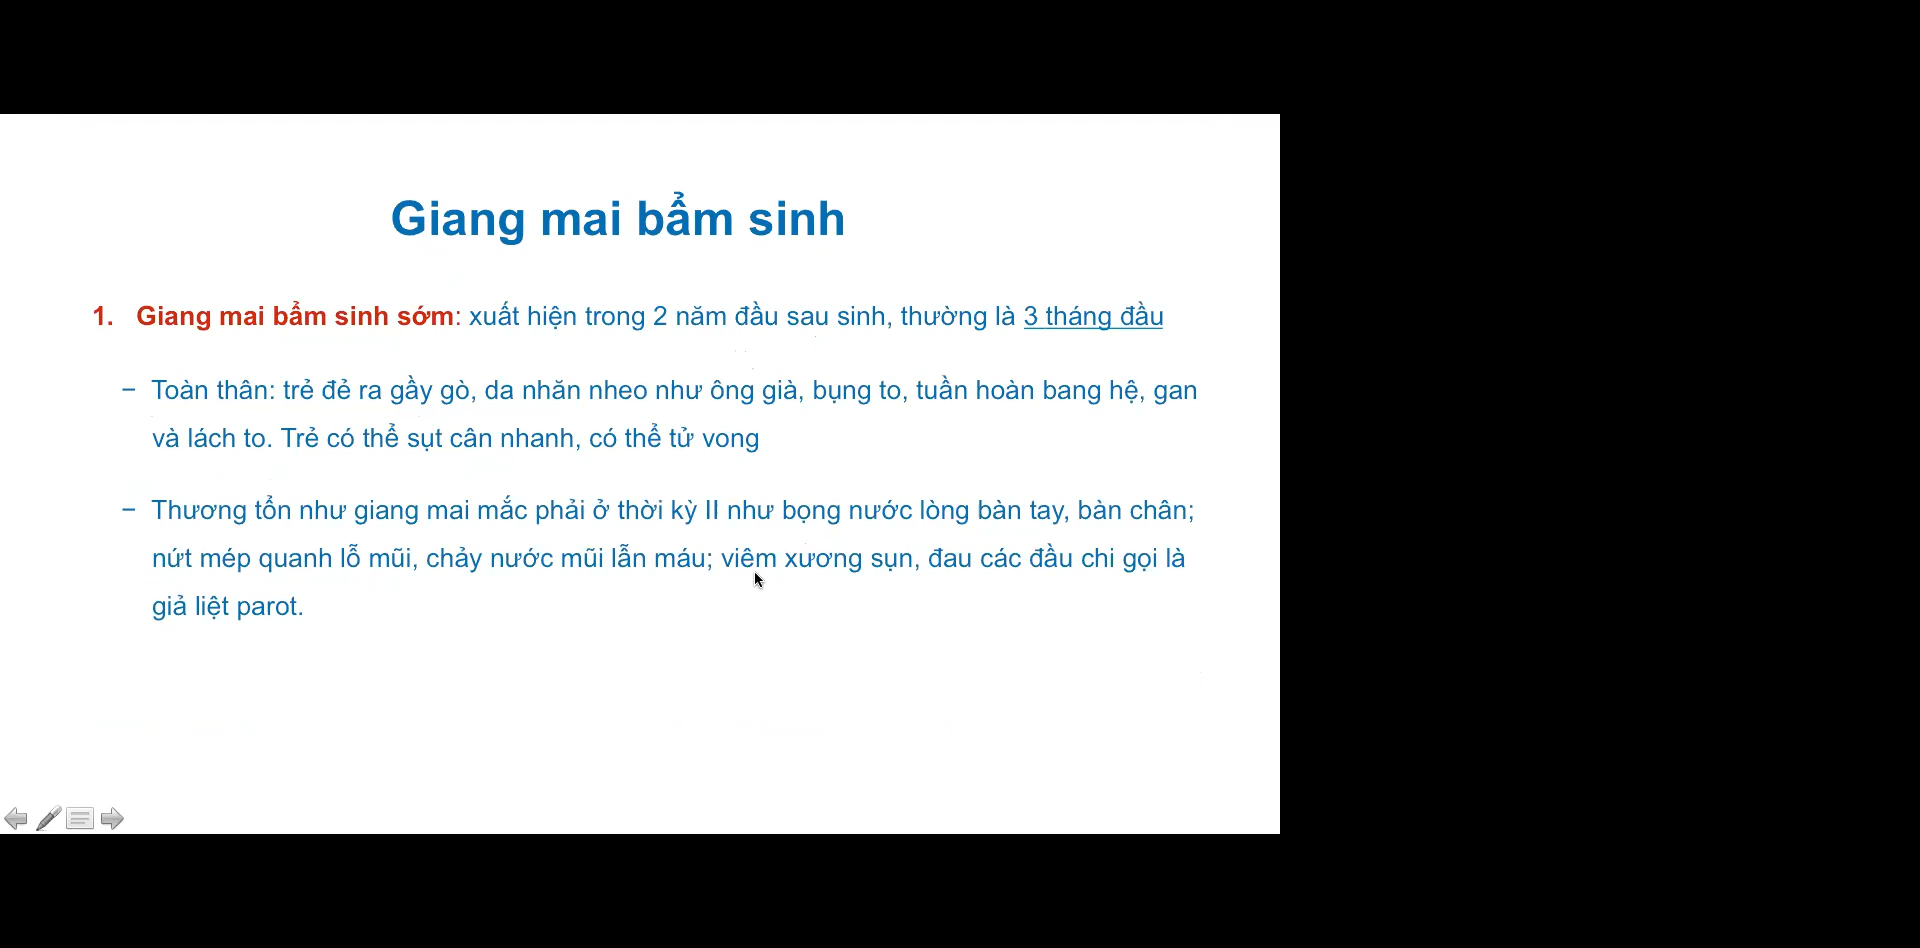 Giang mai bẩm sinh
1. Giang mai bẩm sinh sớm: xuất hiện trong 2 năm đầu sau sinh, thường là 3 tháng đầu
− Toàn thân: trẻ đẻ ra gầy gò, da nhăn nheo như ông già, bụng to, tuần hoàn bang hệ, gan
và lách to. Trẻ có thể sụt cân nhanh, có thể tử vong
− Thương tổn như giang mai mắc phải ở thời kỳ II như bọng nước lòng bàn tay, bàn chân;
nứt mép quanh lỗ mũi, chảy nước mũi lẫn máu; viêm xương sụn, đau các đầu chi gọi là
giả liệt parot.